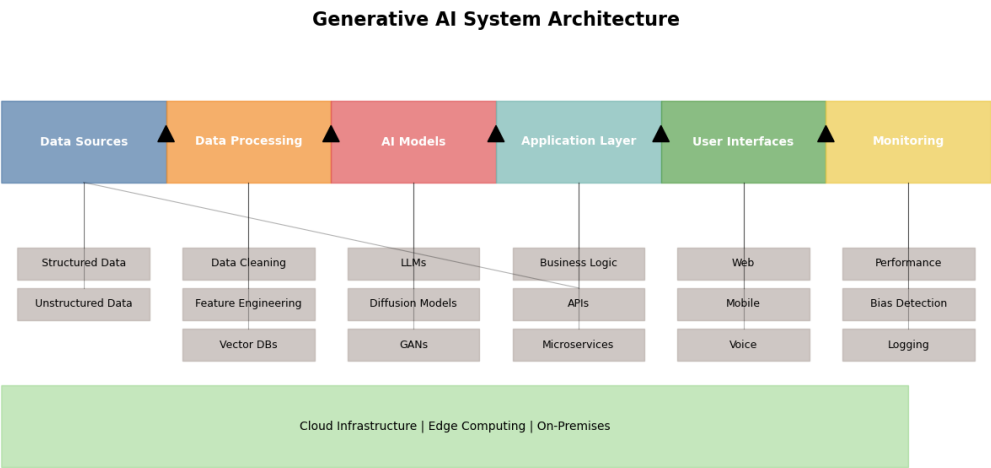 Generative AI System Architecture
Data Sources
Data Processing
AI Models
Application Layer
User Interfaces
Monitoring
Structured Data
Data Cleaning
LLMs
Business Logic
Web
Performance
Unstructured Data
Feature Engineering
Diffusion Models
APIs
Mobile
Bias Detection
Vector DBs
GANs
Microservices
Voice
Logging
Cloud Infrastructure | Edge Computing | On-Premises